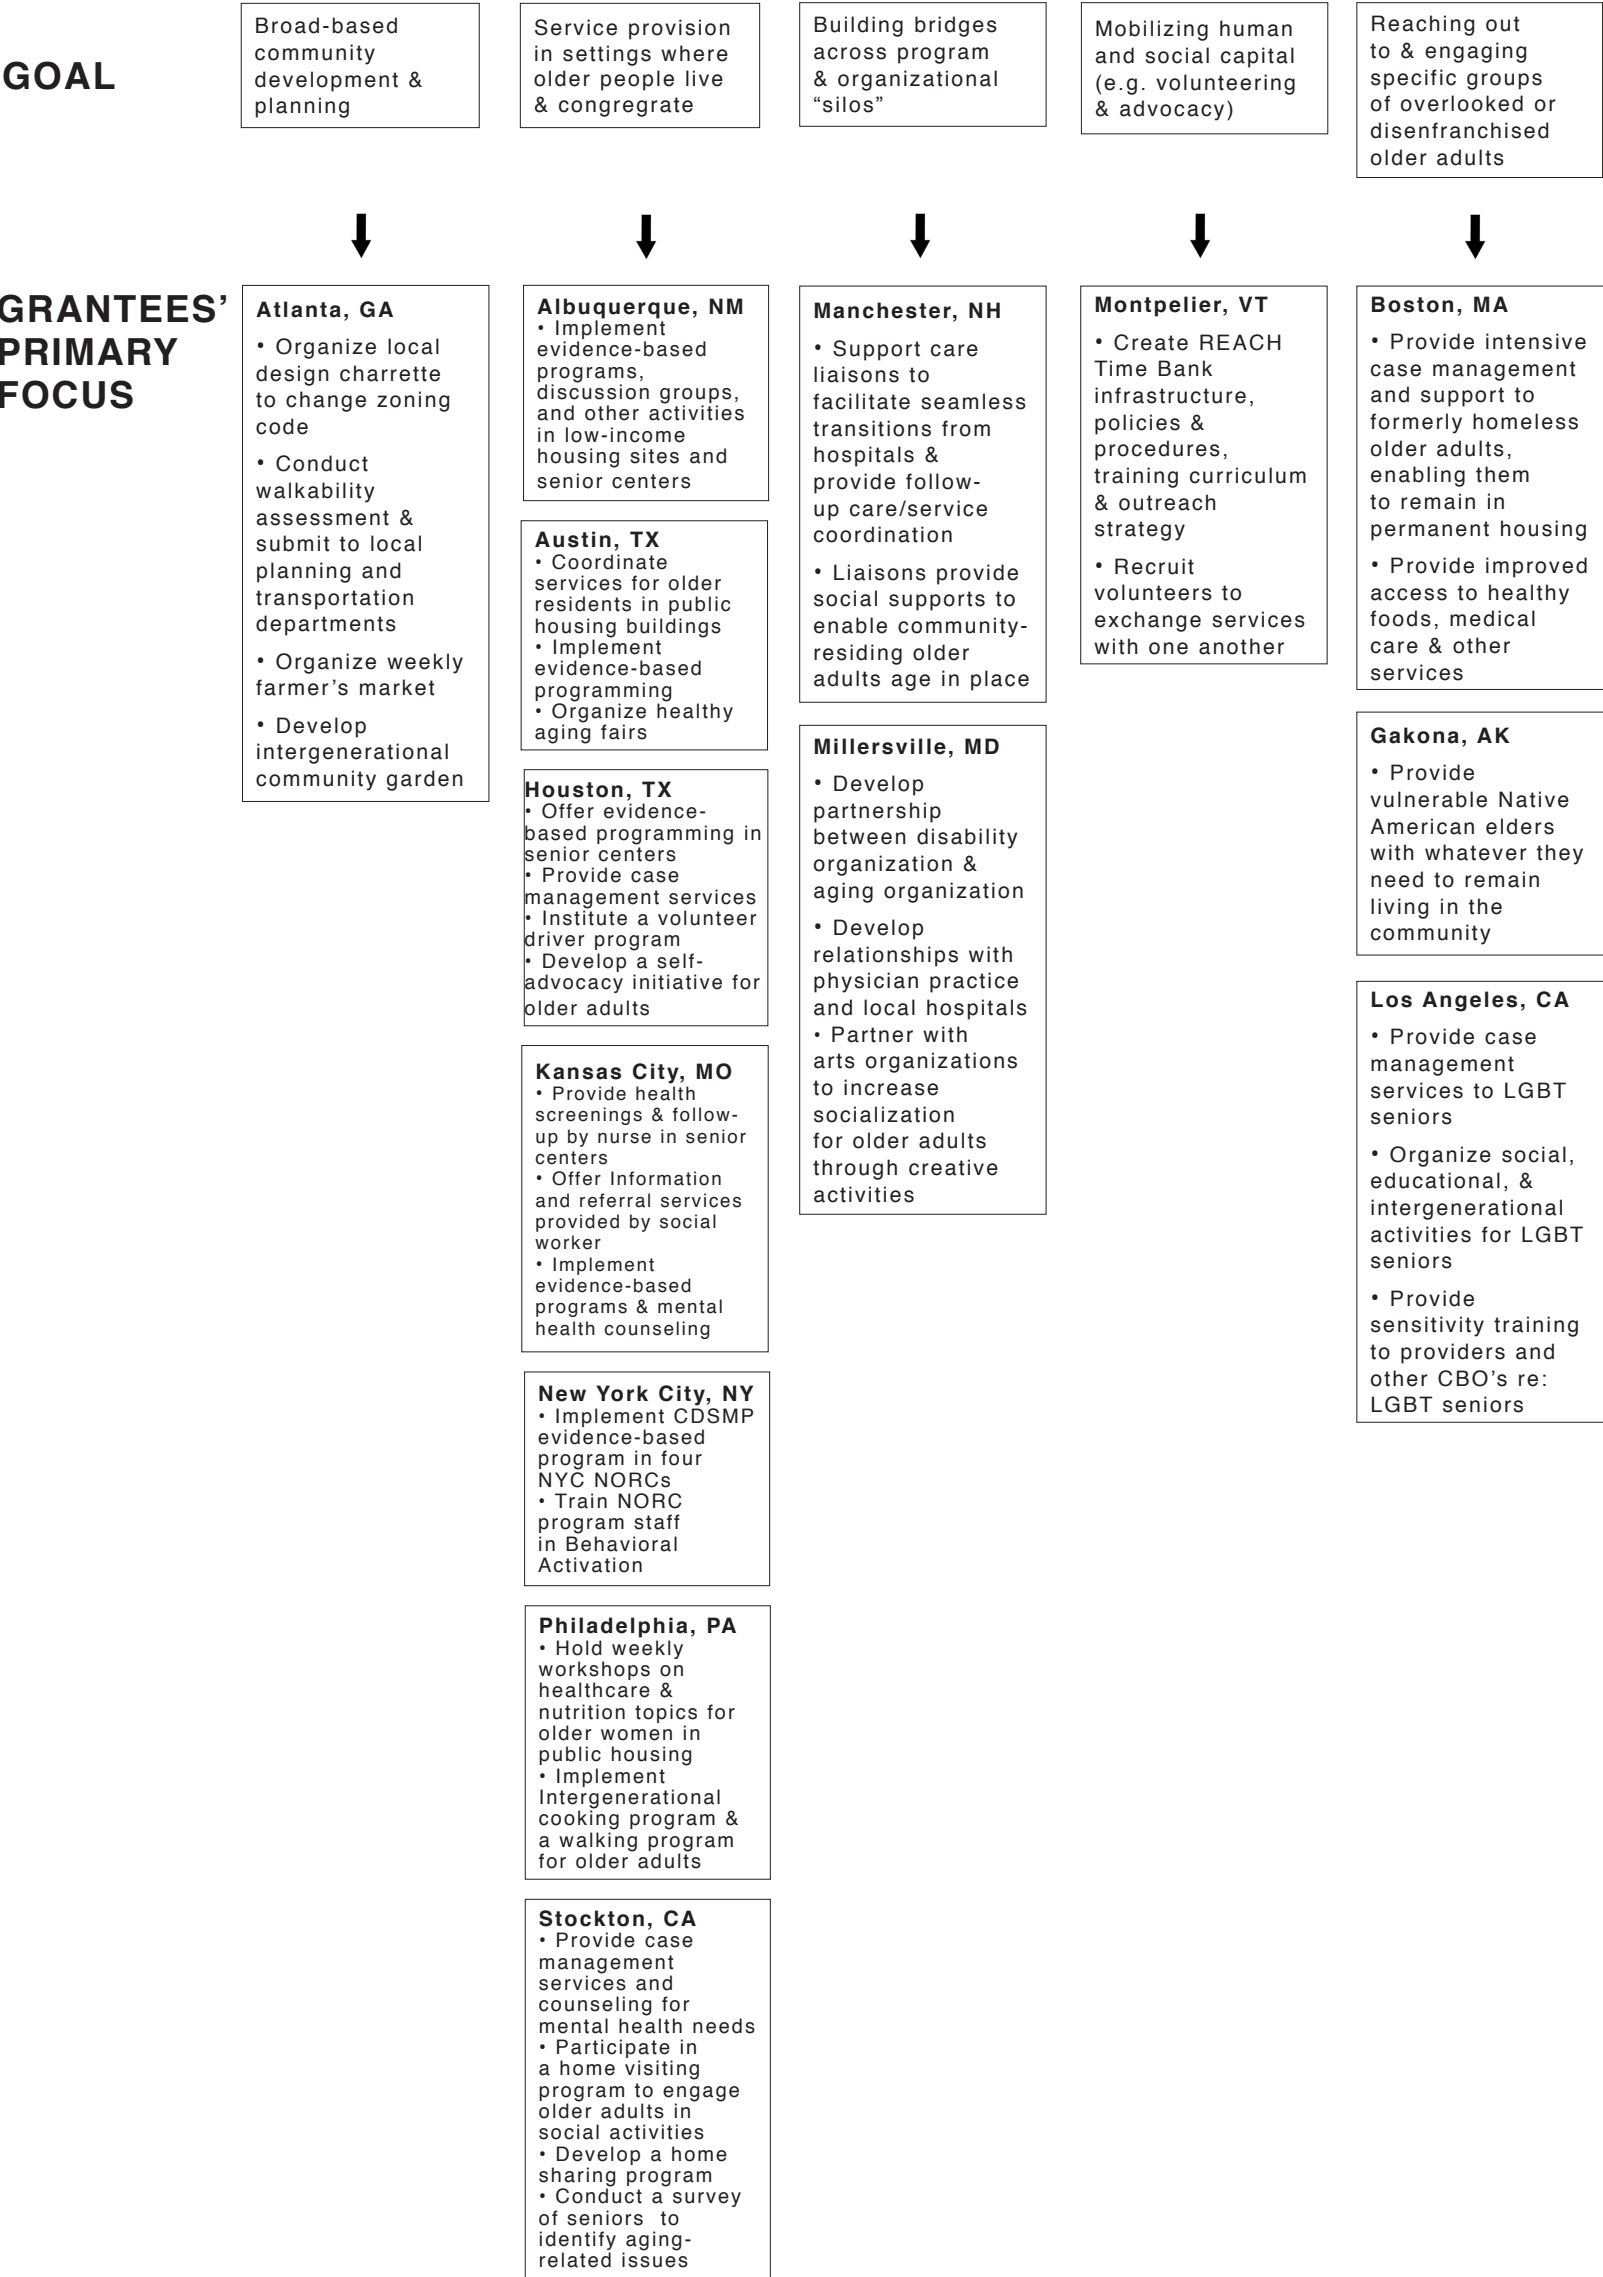 GOAL
Broad-based
community
development &
planning
Service provision
in settings where
older people live
& congregrate
Building bridges
across program
& organizational
“silos”
Mobilizing human
and social capital
(e.g. volunteering
& advocacy)
Reaching out
to & engaging
specific groups
of overlooked or
disenfranchised
older adults
GRANTEES’
PRIMARY
FOCUS
Atlanta, GA
• Organize local
design charrette
to change zoning
code
• Conduct
walkability
assessment &
submit to local
planning and
transportation
departments
• Organize weekly
farmer’s market
• Develop
intergenerational
community garden
Albuquerque, NM
• Implement
evidence-based
programs,
discussion groups,
and other activities
in low-income
housing sites and
senior centers
Austin, TX
• Coordinate
services for older
residents in public
housing buildings
• Implement
evidence-based
programming
• Organize healthy
aging fairs
Houston, TX
• Offer evidence-
based programming in
senior centers
• Provide case
management services
• Institute a volunteer
driver program
• Develop a self-
advocacy initiative for
older adults
Kansas City, MO
• Provide health
screenings & follow-
up by nurse in senior
centers
• Offer Information
and referral services
provided by social
worker
• Implement
evidence-based
programs & mental
health counseling
New York City, NY
• Implement CDSMP
evidence-based
program in four
NYC NORCs
• Train NORC
program staff
in Behavioral
Activation
Philadelphia, PA
• Hold weekly
workshops on
healthcare &
nutrition topics for
older women in
public housing
• Implement
Intergenerational
cooking program &
a walking program
for older adults
Stockton, CA
• Provide case
management
services and
counseling for
mental health needs
• Participate in
a home visiting
program to engage
older adults in
social activities
• Develop a home
sharing program
• Conduct a survey
of seniors to
identify aging-
related issues
Manchester, NH
• Support care
liaisons to
facilitate seamless
transitions from
hospitals &
provide follow-
up care/service
coordination
• Liaisons provide
social supports to
enable community-
residing older
adults age in place
Millersville, MD
• Develop
partnership
between disability
organization &
aging organization
• Develop
relationships with
physician practice
and local hospitals
• Partner with
arts organizations
to increase
socialization
for older adults
through creative
activities
Montpelier, VT
• Create REACH
Time Bank
infrastructure,
policies &
procedures,
training curriculum
& outreach
strategy
• Recruit
volunteers to
exchange services
with one another
Boston, MA
• Provide intensive
case management
and support to
formerly homeless
older adults,
enabling them
to remain in
permanent housing
• Provide improved
access to healthy
foods, medical
care & other
services
Gakona, AK
• Provide
vulnerable Native
American elders
with whatever they
need to remain
living in the
community
Los Angeles, CA
• Provide case
management
services to LGBT
seniors
• Organize social,
educational, &
intergenerational
activities for LGBT
seniors
• Provide
sensitivity training
to providers and
other CBO’s re:
LGBT seniors